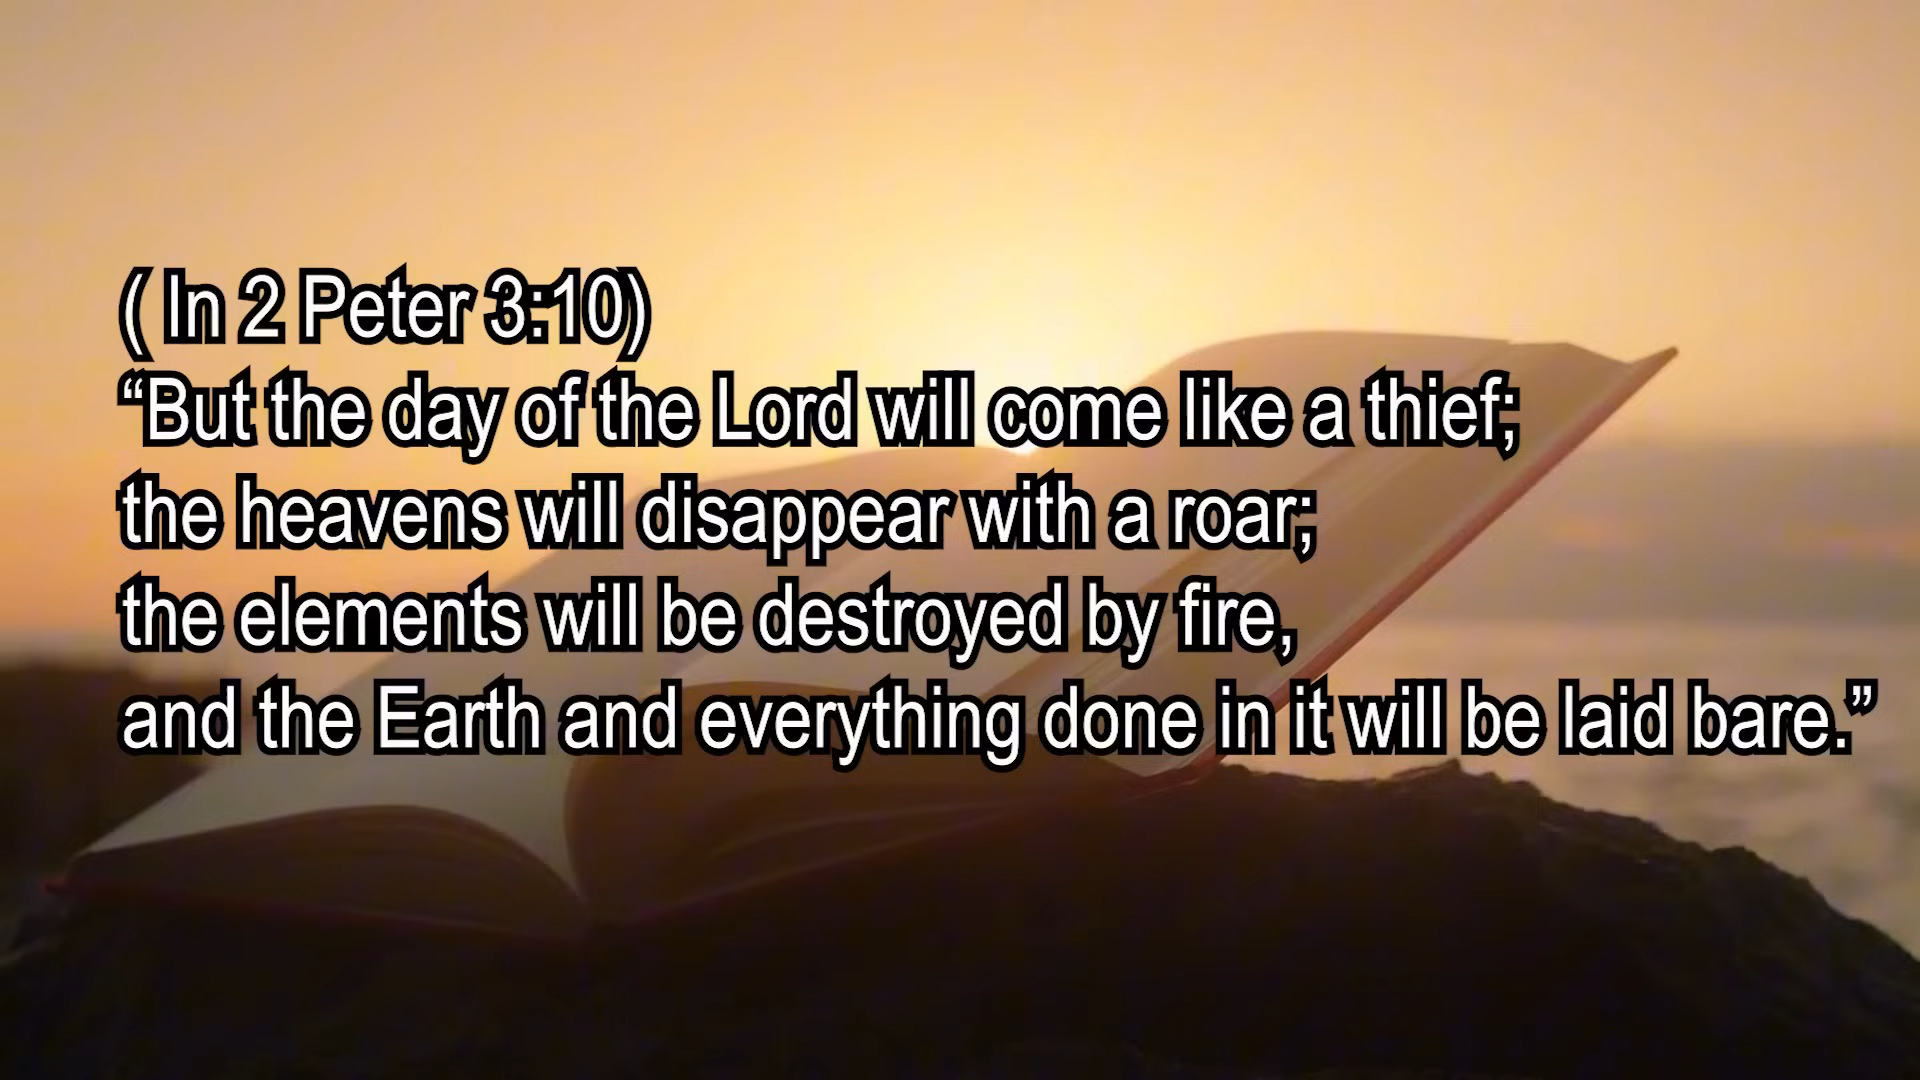 ( In 2 Peter 3:10)
“But the day of the Lord will come like a thief;
the heavens will disappear with a roar;
the elements will be destroyed by fire,
and the Earth and everything done in it will be laid bare.”